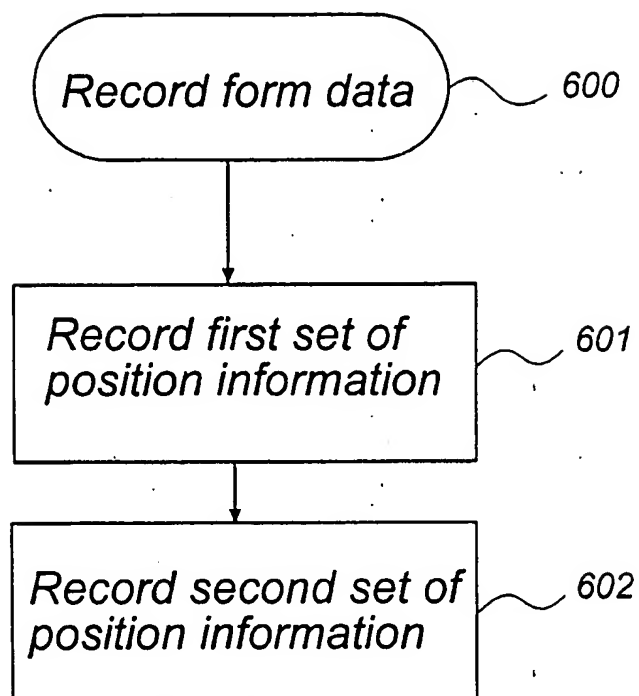 Record form data
600
Record first set of
position information
601
Record second set of
position information
602